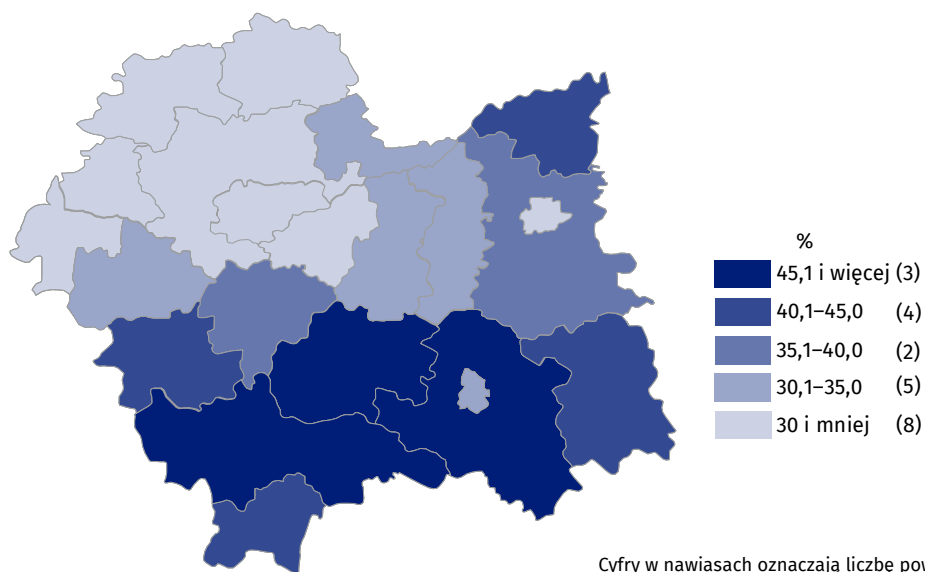 %
45,1 i więcej (3)
40,1–45,0 (4)
35,1–40,0 (2)
30,1–35,0 (5)
30 i mniej (8)
Cyfry w nawiasach oznaczają liczbę